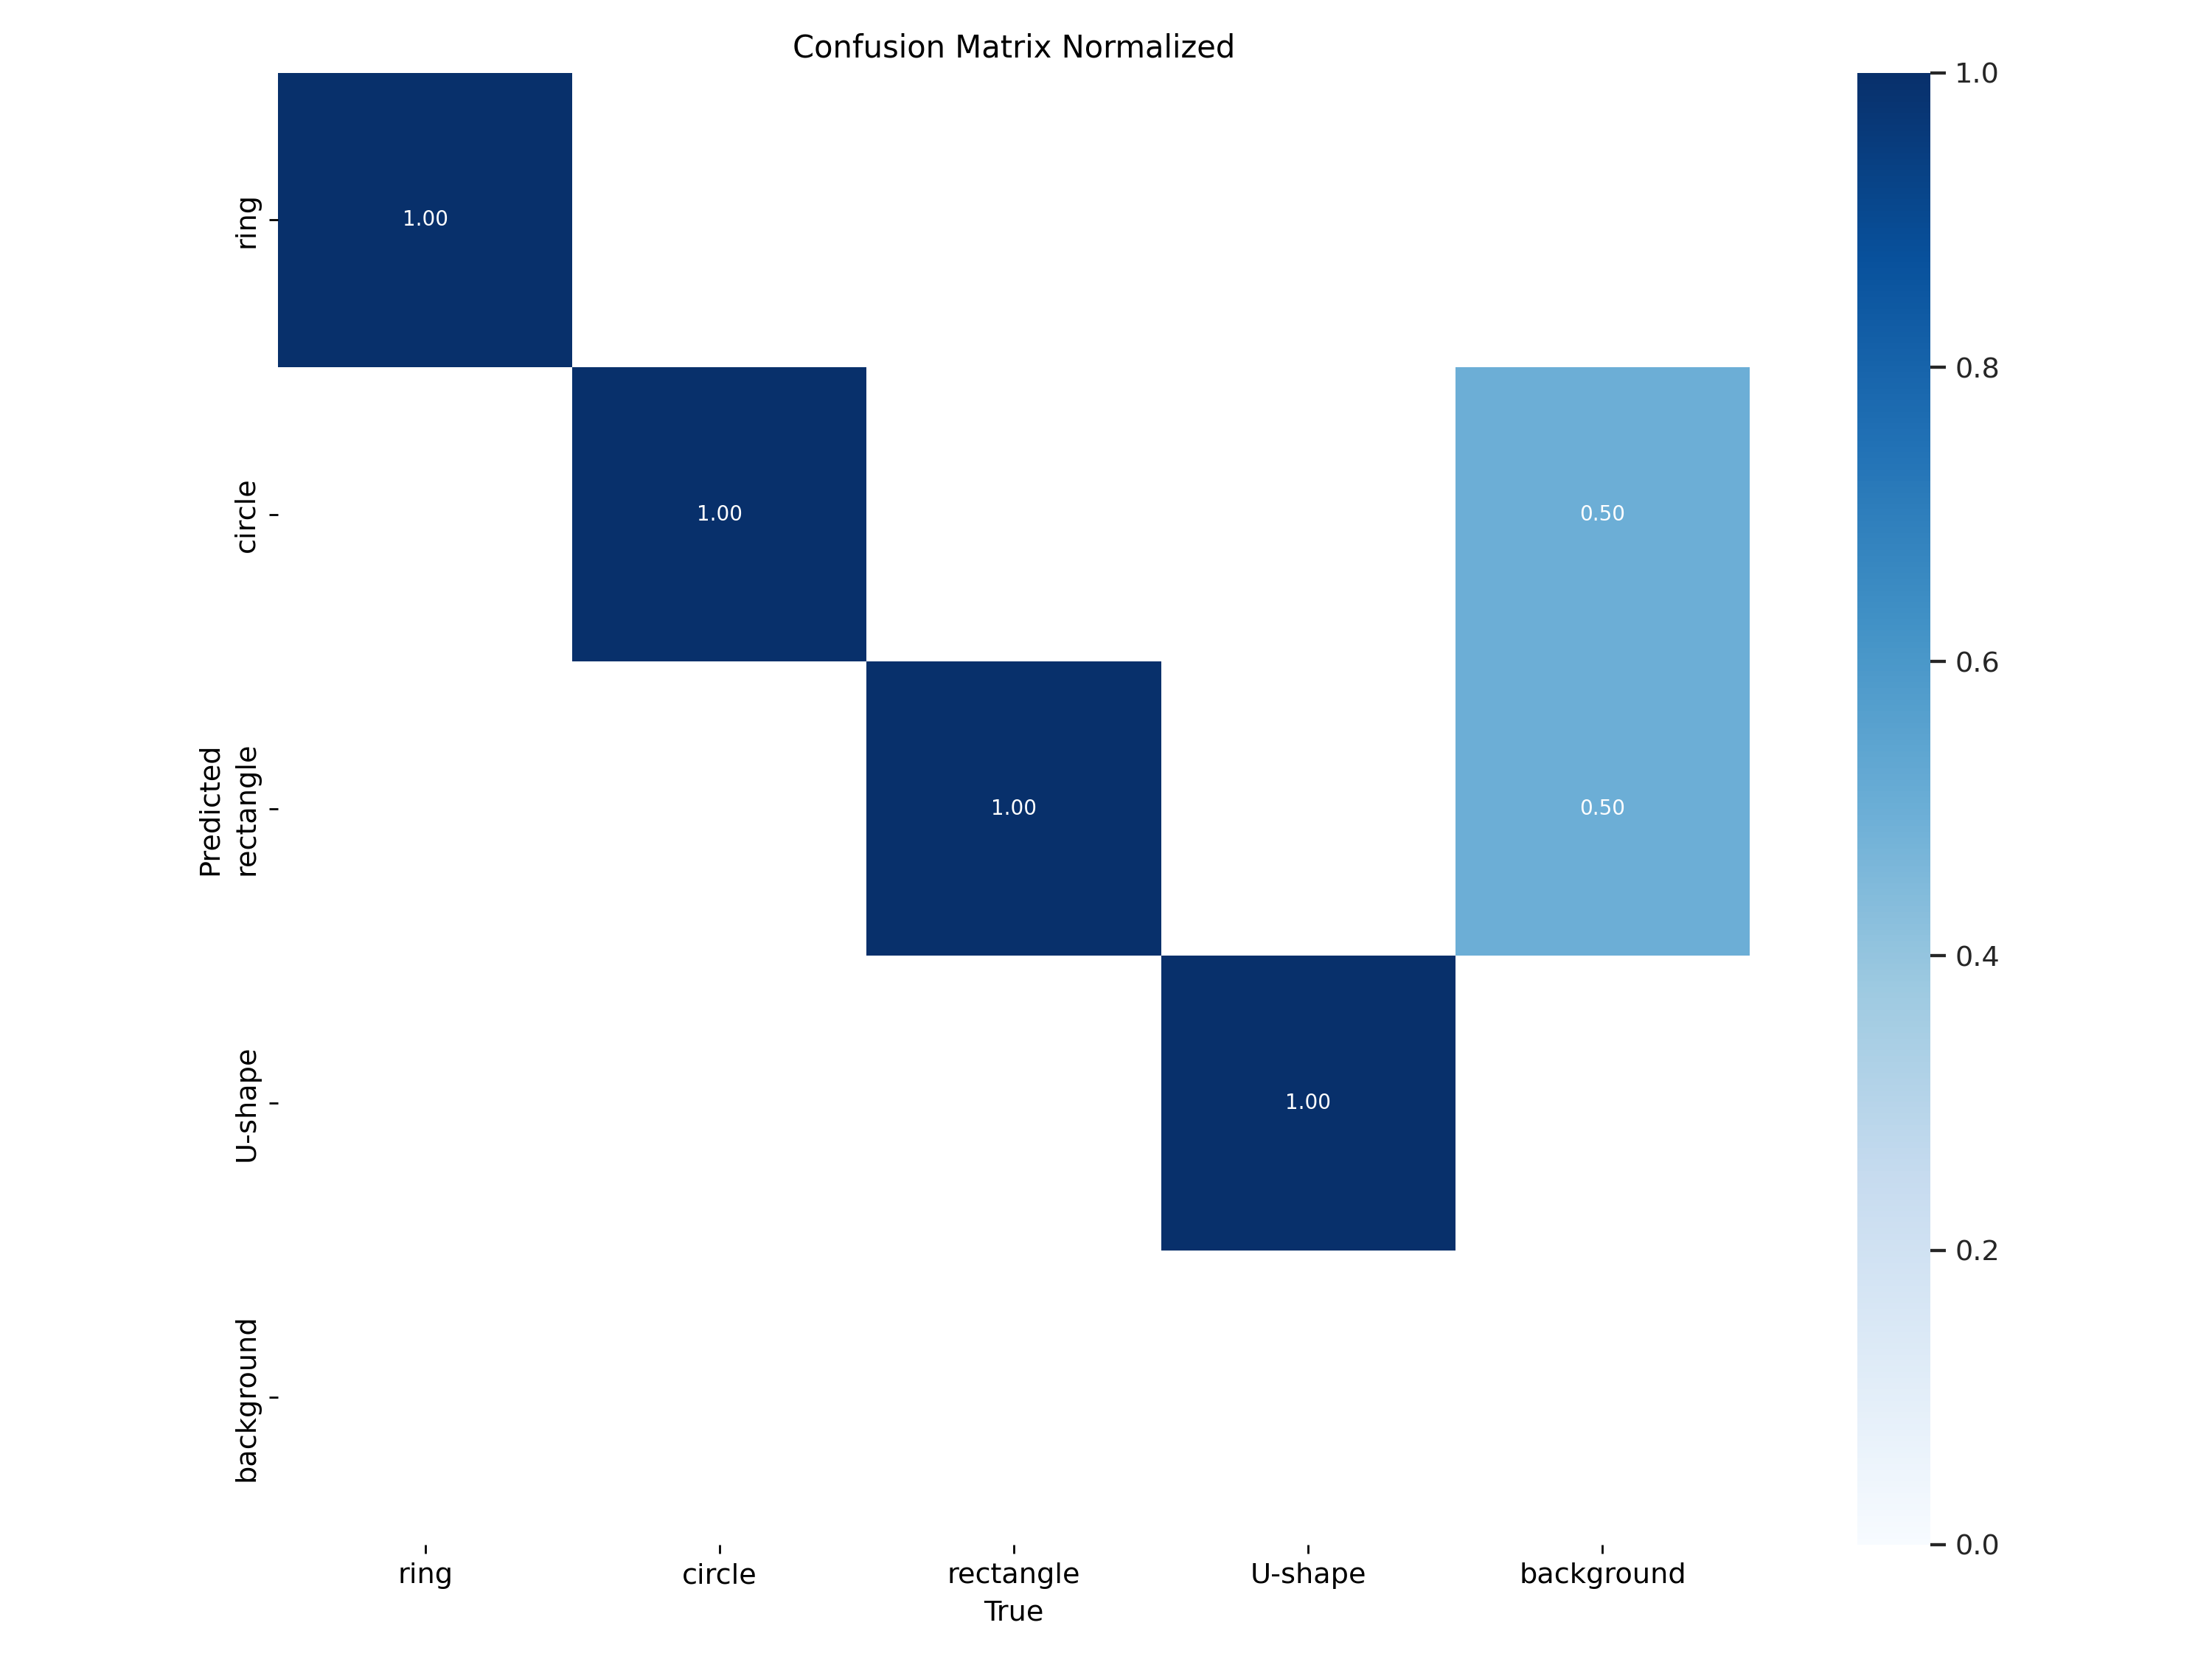 Confusion Matrix Normalized
ring
circle
Predicted
rectangle
U-shape
background
1.00
1.00
0.50
1.00
0.50
1.00
ring
circle
rectangle
U-shape
background
True
1.0
0.8
0.6
0.4
0.2
0.0